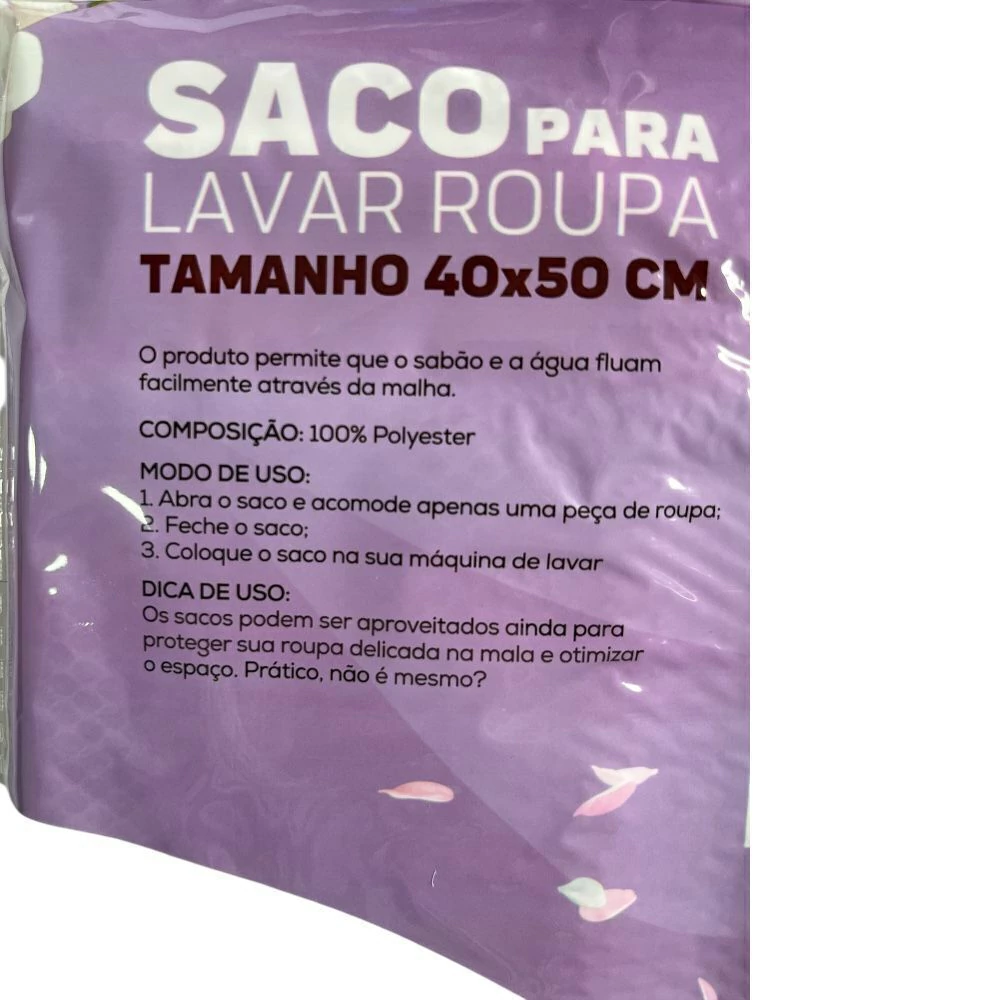 SACO PARA
LAVAR ROUPA
TAMANHO 40x50 CM
O produto permite que o sabão e a água fluam
facilmente através da malha.
COMPOSIÇÃO: 100% Polyester
MODO DE USO:
1. Abra o saco e acomode apenas uma peça de roupa;
2. Feche o saco;
3. Coloque o saco na sua máquina de lavar
DICA DE USO:
Os sacos podem ser aproveitados ainda para
proteger sua roupa delicada na mala e otimizar
o espaço. Prático, não é mesmo?